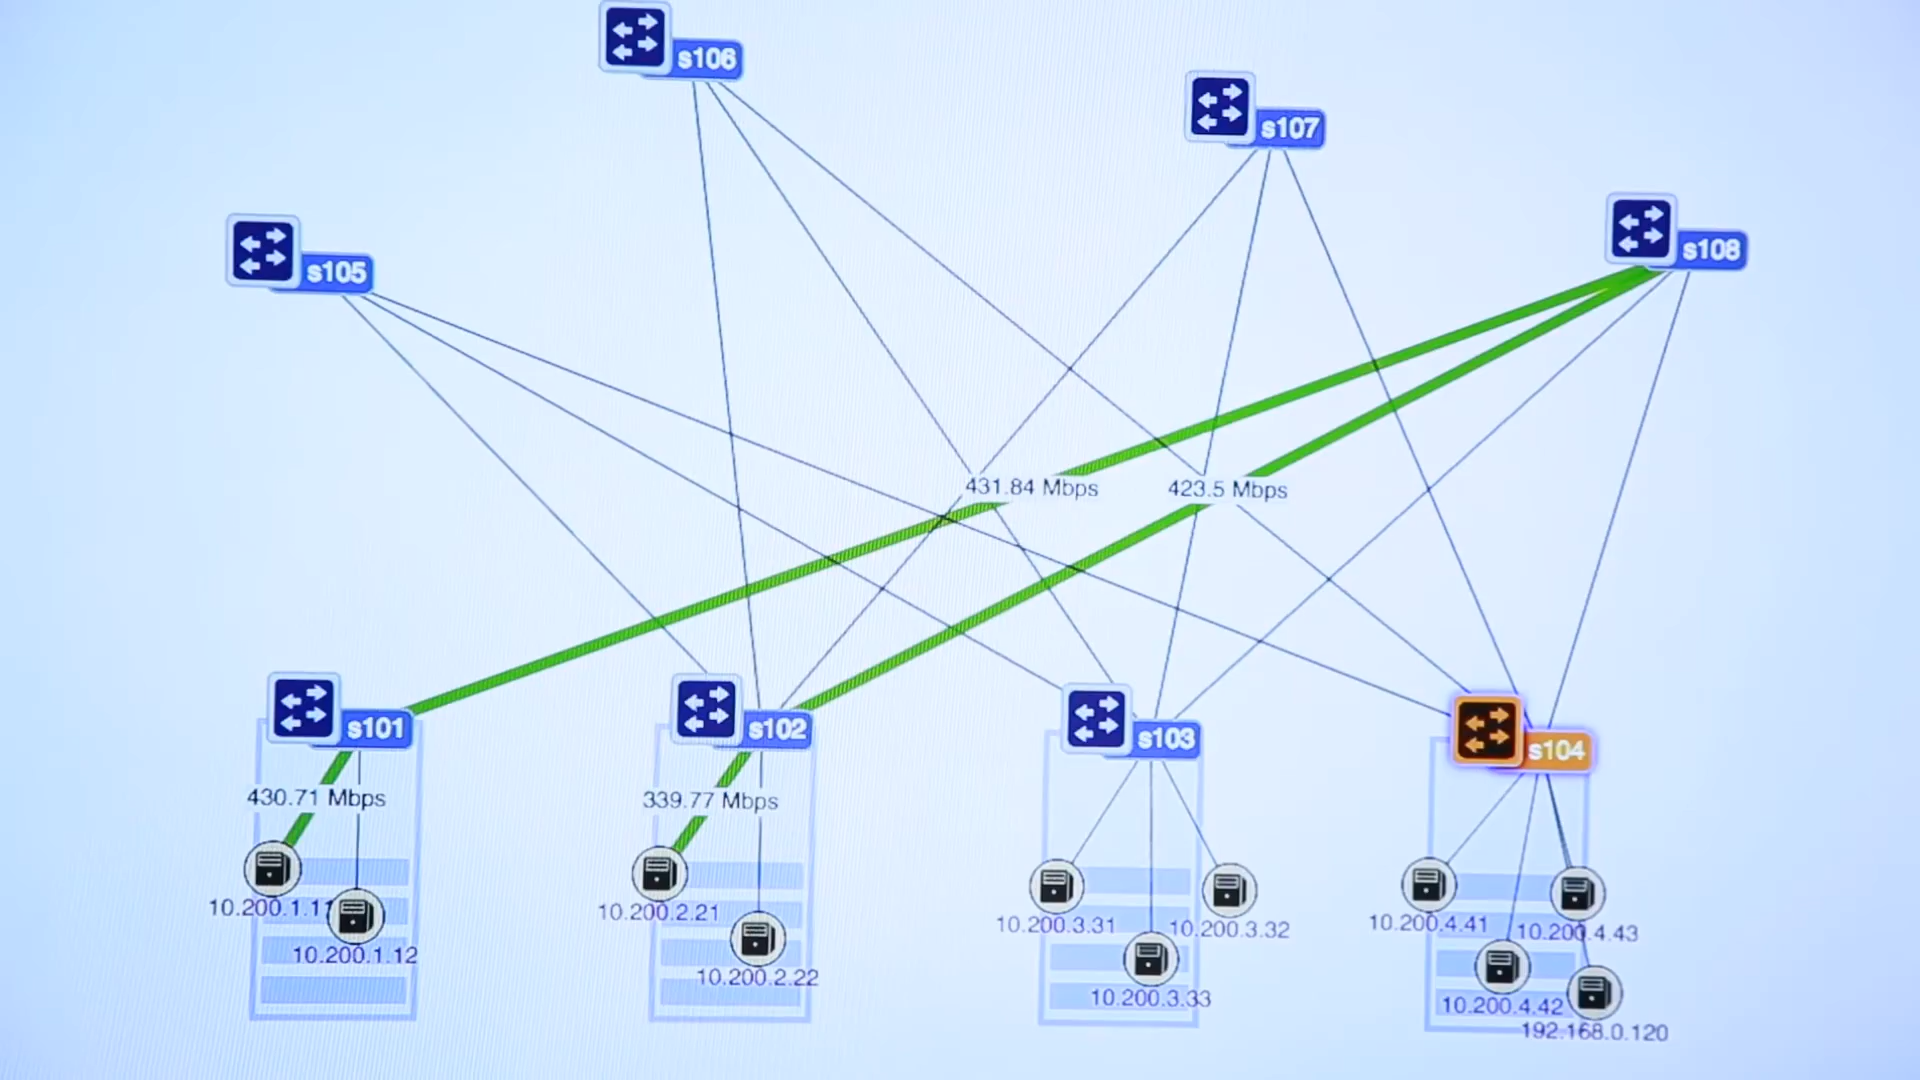 s106
s107
s108
s105
431.84 Mbps
423.5 Mbps
s101
s102
s103
s104
430.71 Mbps
339.77 Mbps
10.200.1.11
10.200.2.21
10.200.3.31
10.200.3.32
10.200.4.41
10.200.4.43
10.200.1.12
10.200.2.22
10.200.3.33
10.200.4.42
192.168.0.120